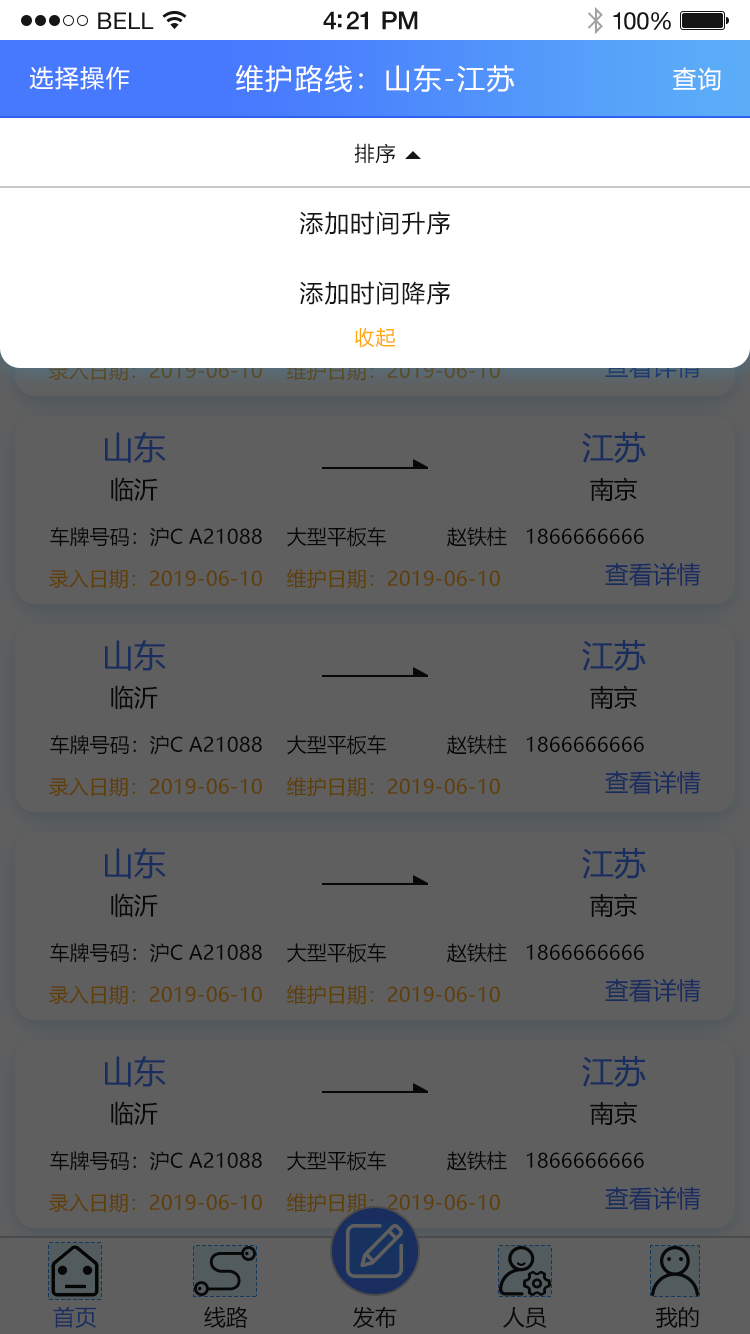 BELL 4:21 PM 100%
选择操作 维护路线：山东-江苏 查询
排序
添加时间升序
添加时间降序
收起
录入日期：2019-06-10 维护日期：2019-06-10 查看详情
山东 江苏
临沂 南京
车牌号码：沪C A21088 大型平板车 赵铁柱 1866666666
录入日期：2019-06-10 维护日期：2019-06-10 查看详情
山东 江苏
临沂 南京
车牌号码：沪C A21088 大型平板车 赵铁柱 1866666666
录入日期：2019-06-10 维护日期：2019-06-10 查看详情
山东 江苏
临沂 南京
车牌号码：沪C A21088 大型平板车 赵铁柱 1866666666
录入日期：2019-06-10 维护日期：2019-06-10 查看详情
山东 江苏
临沂 南京
车牌号码：沪C A21088 大型平板车 赵铁柱 1866666666
录入日期：2019-06-10 维护日期：2019-06-10 查看详情
首页 线路 发布 人员 我的